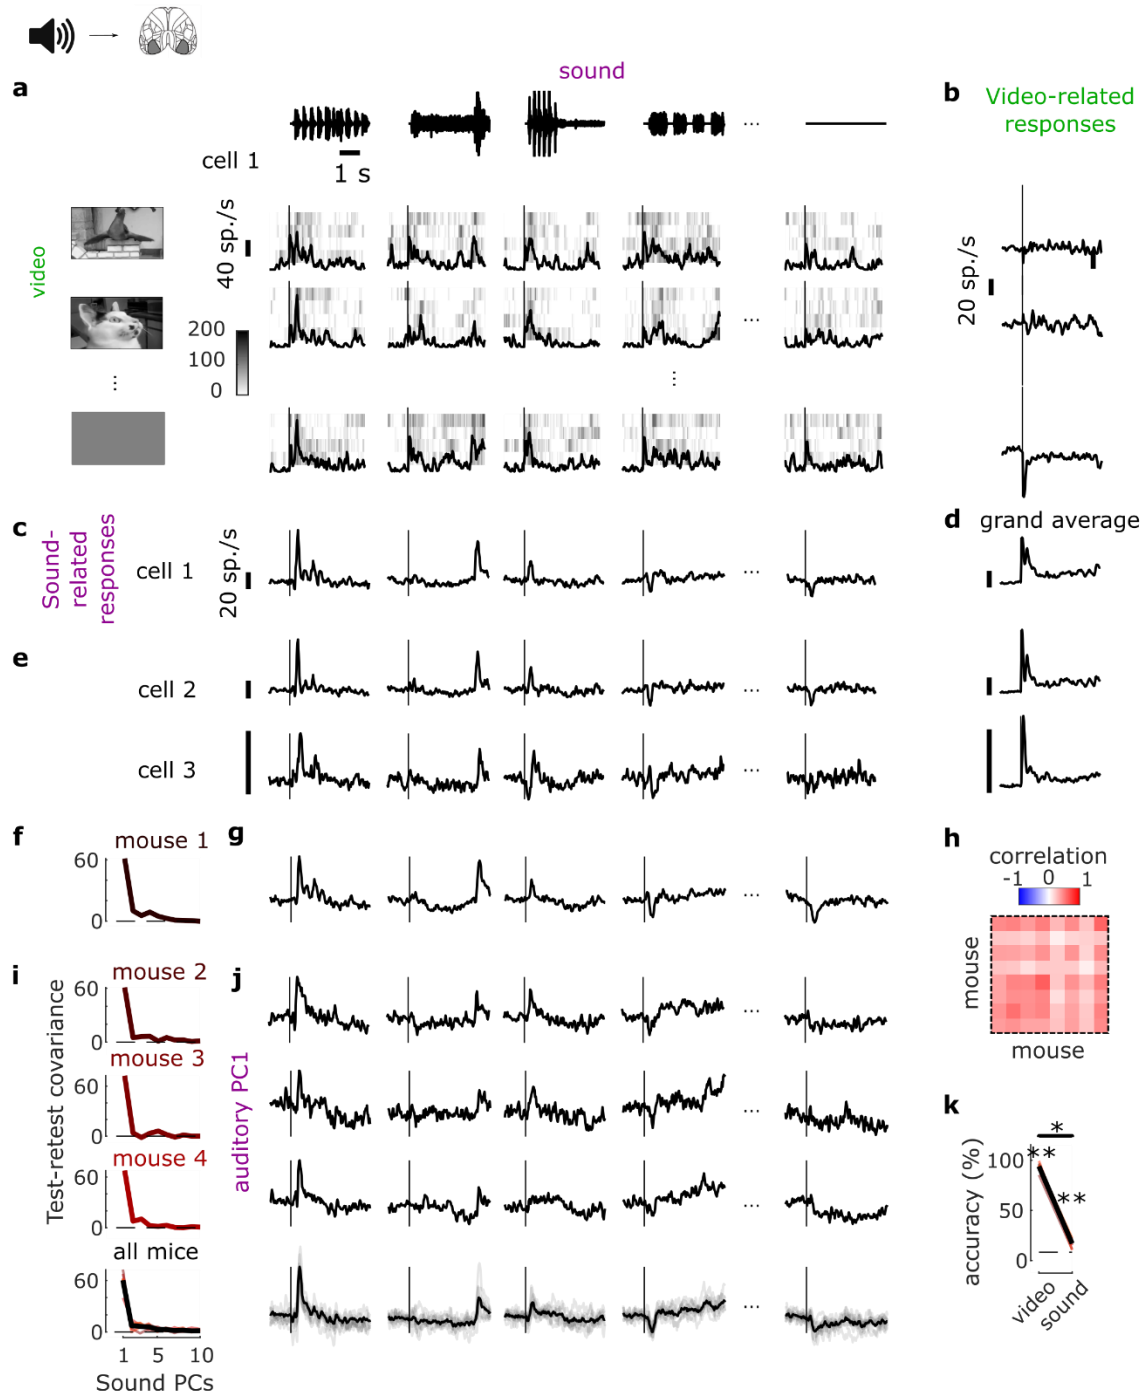 a
sound
b
Video-related
responses
cell 1
1 s
...
video
40 sp./s
200
100
0
...
...
...
20 sp./s
c
Sound-
related
responses
cell 1
20 sp./s
...
d
grand average
e
cell 2
...
cell 3
...
f
mouse 1
60
0
g
...
h
correlation
-1 0 1
mouse
mouse
i
mouse 2
60
0
mouse 3
60
0
mouse 4
60
0
all mice
60
0
1 5 10
Sound PCs
Test-retest covariance
j
auditory PC1
...
...
...
...
k
*
**
**
100
50
0
accuracy (%)
video
sound